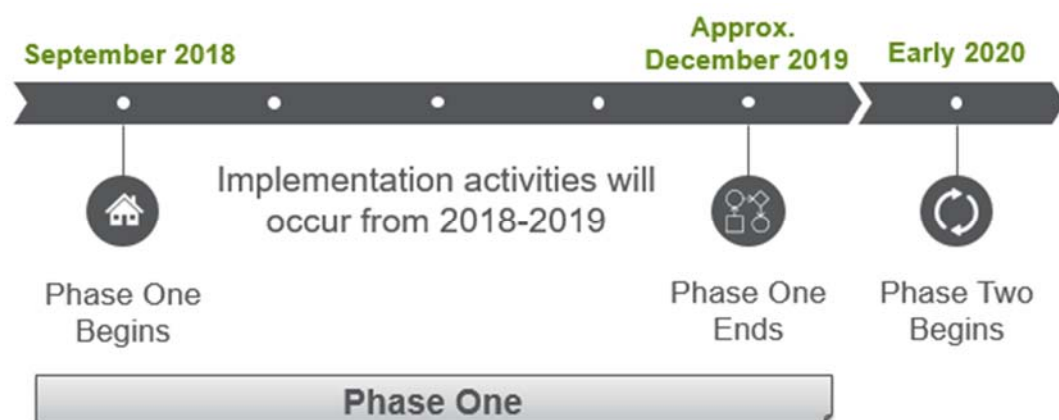 September 2018
Approx.
December 2019
Early 2020
Implementation activities will
occur from 2018-2019
Phase One
Begins
Phase One
Ends
Phase Two
Begins
Phase One